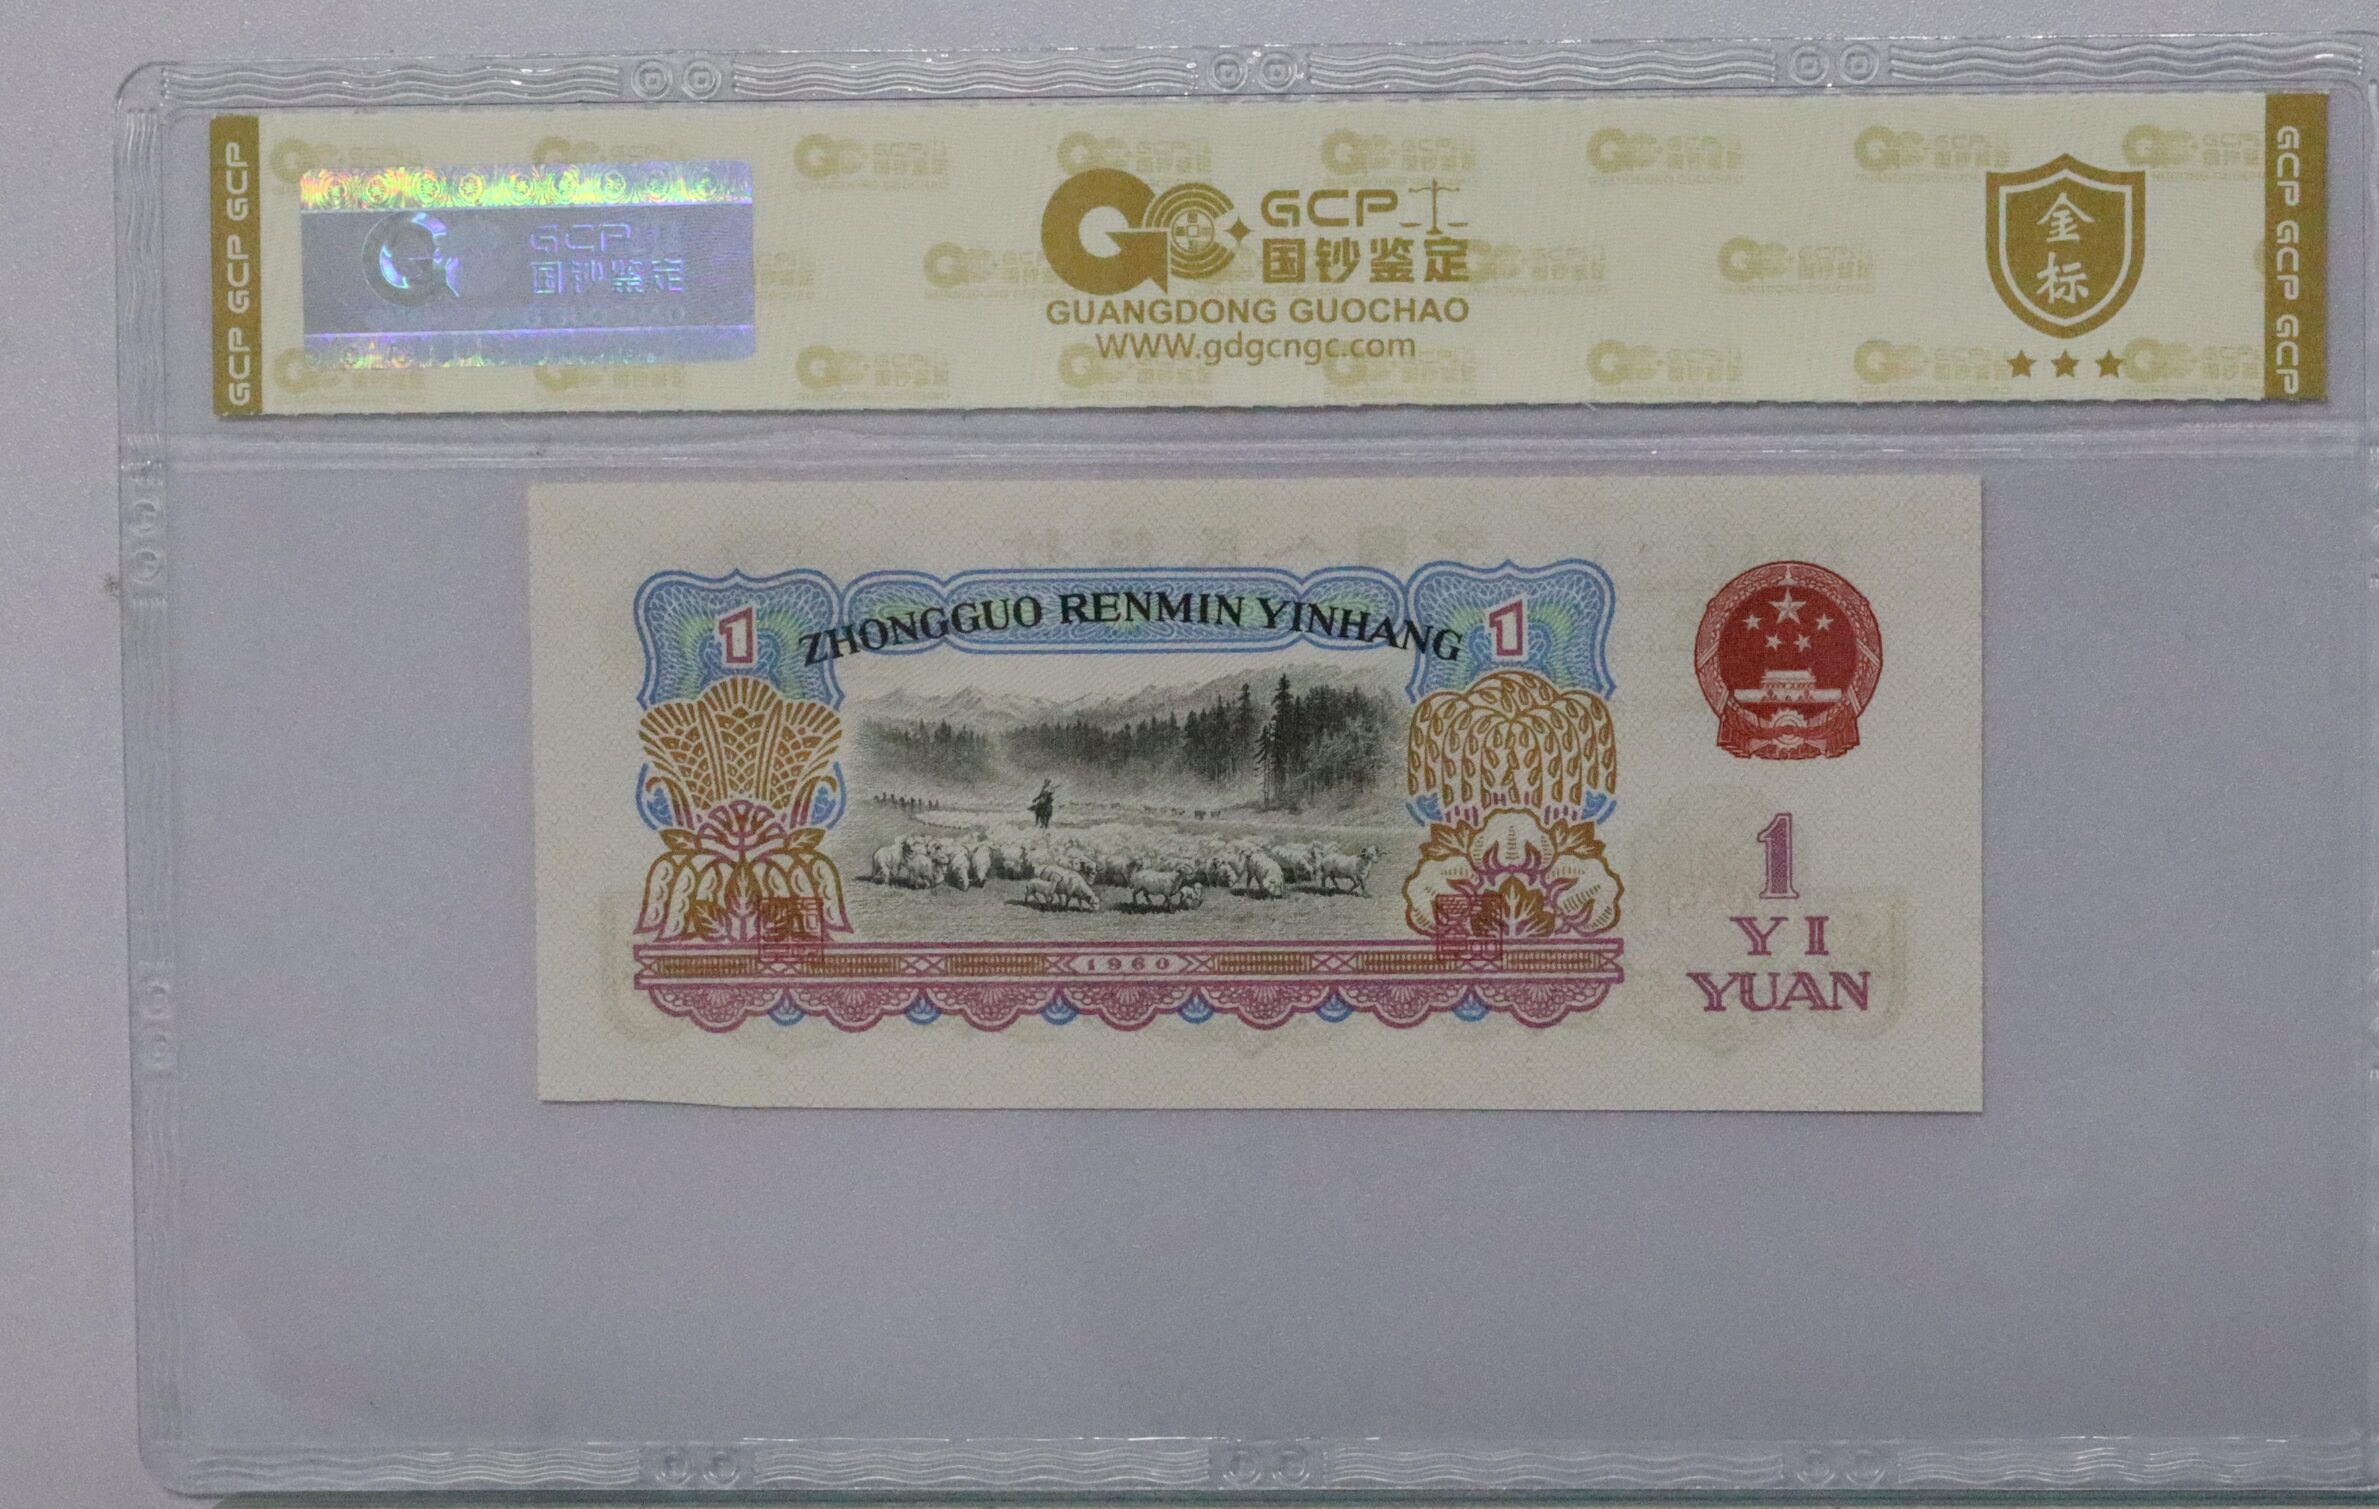 GCP GCP GCP
GCP
国钞鉴定
GCP
国钞鉴定
GUANGDONG GUOCHAO
WWW.gdgcngc.com
金
标
GCP GCP GCP
1
ZHONGGUO RENMIN YINHANG
1
1960
1
YI
YUAN